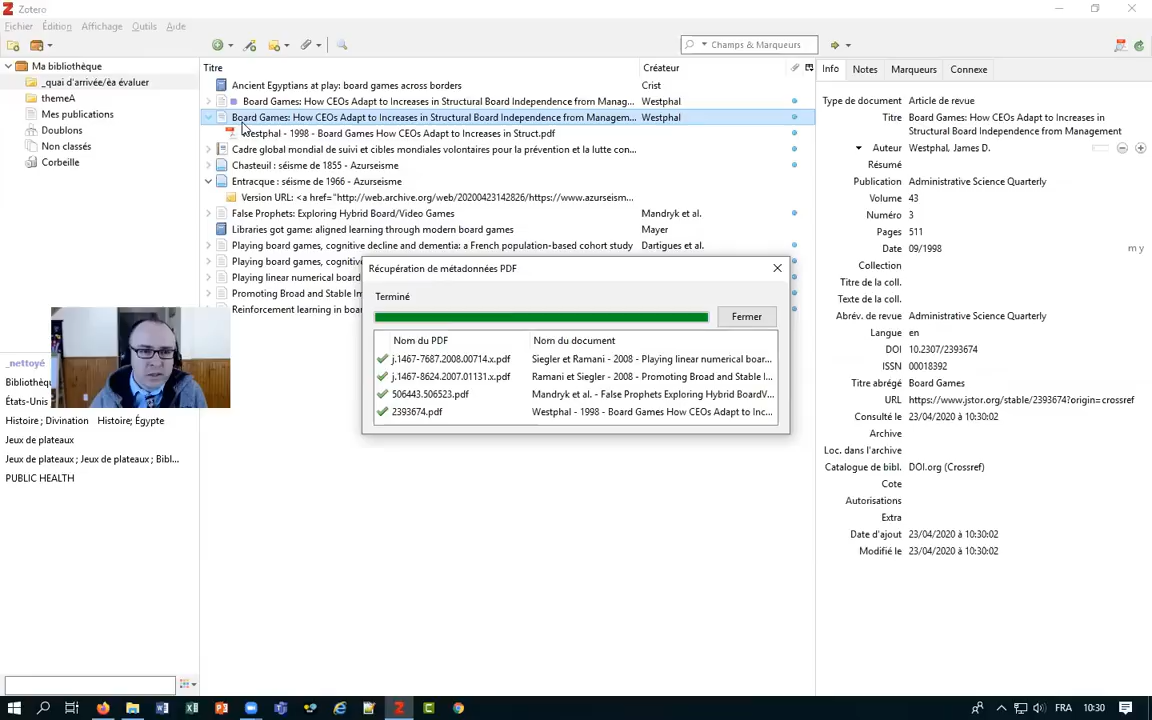 Zotero
Fichier Édition Affichage Outils Aide
Champs & Marqueurs
Ma bibliothèque
_quai d'arrivée/èa évaluer
themeA
Mes publications
Doublons
Non classés
Corbeille
Titre Créateur
Ancient Egyptians at play: board games across borders Crist
Board Games: How CEOs Adapt to Increases in Structural Board Independence from Manag... Westphal
Board Games: How CEOs Adapt to Increases in Structural Board Independence from Managem... Westphal
Westphal - 1998 - Board Games How CEOs Adapt to Increases in Struct.pdf
Cadre global mondial de suivi et cibles mondiales volontaires pour la prévention et la lutte con...
Chasteuil : séisme de 1855 - Azurseisme
Entracque : séisme de 1966 - Azurseisme
Version URL: <a href="http://web.archive.org/web/20200423142826/https://www.azurseism...
False Prophets: Exploring Hybrid Board/Video Games Mandryk et al.
Libraries got game: aligned learning through modern board games Mayer
Playing board games, cognitive decline and dementia: a French population-based cohort study Dartigues et al.
Playing board games, cogniti
Playing linear numerical board
Promoting Broad and Stable Im
Reinforcement learning in boar
Récupération de métadonnées PDF
Terminé
Fermer
Nom du PDF Nom du document
j.1467-7687.2008.00714.x.pdf Siegler et Ramani - 2008 - Playing linear numerical boar...
j.1467-8624.2007.01131.x.pdf Ramani et Siegler - 2008 - Promoting Broad and Stable I...
506443.506523.pdf Mandryk et al. - False Prophets Exploring Hybrid BoardV...
2393674.pdf Westphal - 1998 - Board Games How CEOs Adapt to Inc...
_nettoyé
Bibliothèq
États-Unis
Histoire ; Divination Histoire; Égypte
Jeux de plateaux
Jeux de plateaux ; Jeux de plateaux ; Bibl...
PUBLIC HEALTH
Info Notes Marqueurs Connexe
Type de document Article de revue
Titre Board Games: How CEOs Adapt to Increases in
Structural Board Independence from Management
Auteur Westphal, James D.
Résumé
Publication Administrative Science Quarterly
Volume 43
Numéro 3
Pages 511
Date 09/1998 m y
Collection
Titre de la coll.
Texte de la coll.
Abrév. de revue Administrative Science Quarterly
Langue en
DOI 10.2307/2393674
ISSN 00018392
Titre abrégé Board Games
URL https://www.jstor.org/stable/2393674?origin=crossref
Consulté le 23/04/2020 à 10:30:02
Archive
Loc. dans l'archive
Catalogue de bibl. DOI.org (Crossref)
Cote
Autorisations
Extra
Date d'ajout 23/04/2020 à 10:30:02
Modifié le 23/04/2020 à 10:30:02
FRA 10:30